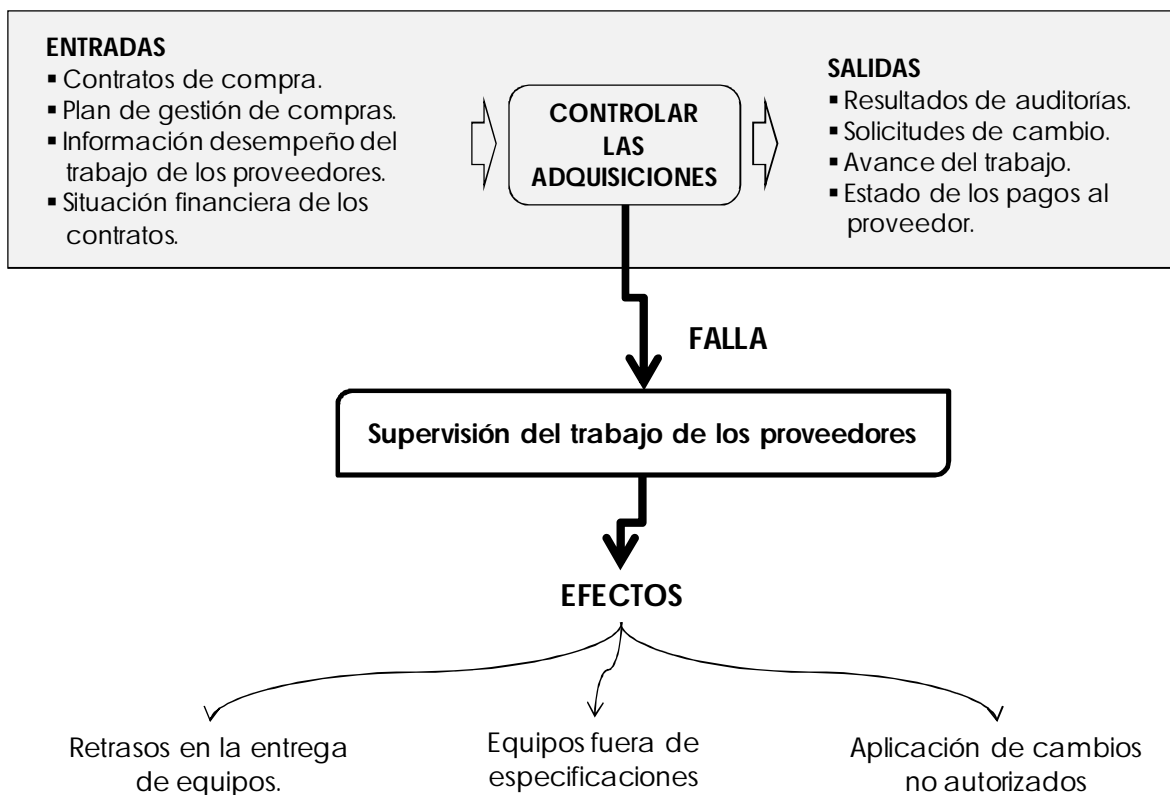 ENTRADAS
▪ Contratos de compra.
▪ Plan de gestión de compras.
▪ Información desempeño del
trabajo de los proveedores.
▪ Situación financiera de los
contratos.
CONTROLAR
LAS
ADQUISICIONES
SALIDAS
▪ Resultados de auditorías.
▪ Solicitudes de cambio.
▪ Avance del trabajo.
▪ Estado de los pagos al
proveedor.
FALLA
Supervisión del trabajo de los proveedores
EFECTOS
Retrasos en la entrega
de equipos.
Equipos fuera de
especificaciones
Aplicación de cambios
no autorizados